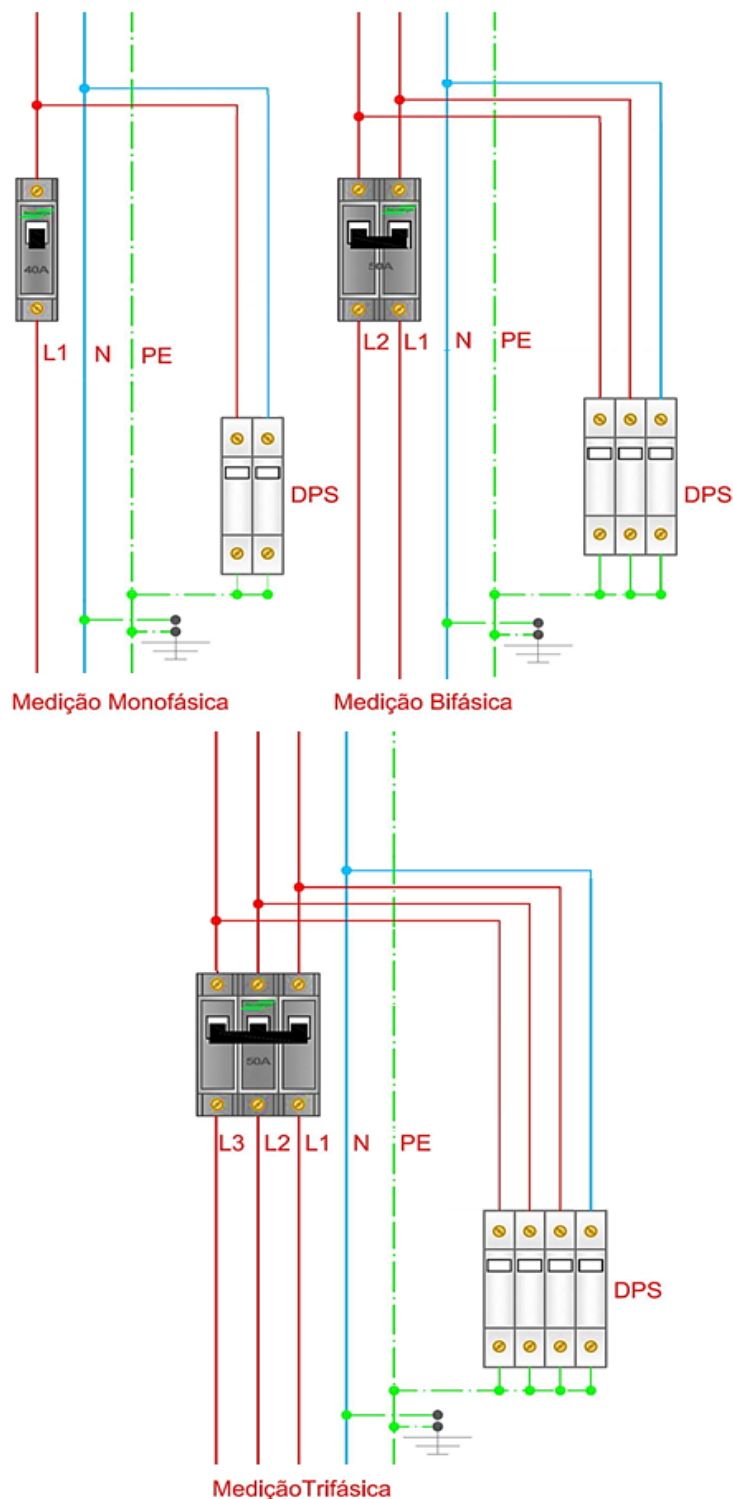 40A
L1 N PE
DPS
Medição Monofásica
50A
L2 L1 N PE
DPS
Medição Bifásica
50A
L3 L2 L1 N PE
DPS
MediçãoTrifásica